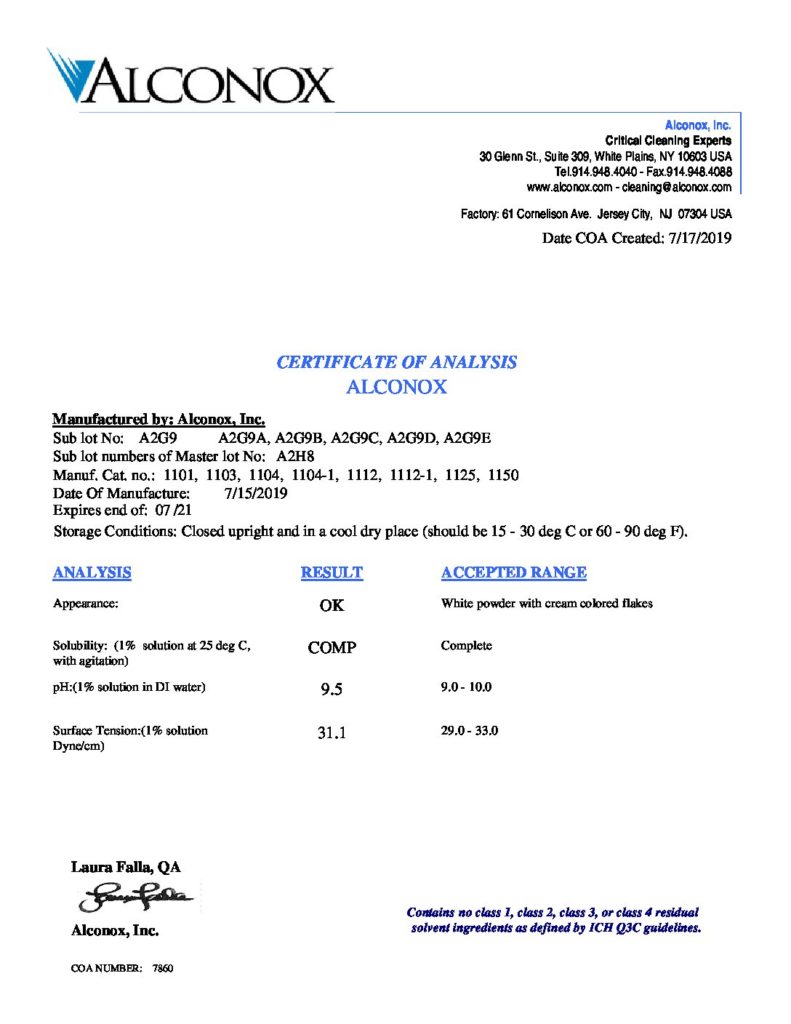 ALCONOX
Alconox, Inc.
Critical Cleaning Experts
30 Glenn St., Suite 309, White Plains, NY 10603 USA
Tel.914.948.4040 - Fax.914.948.4088
www.alconox.com - cleaning@alconox.com
Factory: 61 Cornelison Ave. Jersey City, NJ 07304 USA
Date COA Created: 7/17/2019
CERTIFICATE OF ANALYSIS
ALCONOX
Manufactured by: Alconox, Inc.
Sub lot No: A2G9 A2G9A, A2G9B, A2G9C, A2G9D, A2G9E
Sub lot numbers of Master lot No: A2H8
Manuf. Cat. no.: 1101, 1103, 1104, 1104-1, 1112, 1112-1, 1125, 1150
Date Of Manufacture: 7/15/2019
Expires end of: 07 /21
Storage Conditions: Closed upright and in a cool dry place (should be 15 - 30 deg C or 60 - 90 deg F).
ANALYSIS RESULT ACCEPTED RANGE
Appearance: OK White powder with cream colored flakes
Solubility: (1% solution at 25 deg C, COMP Complete
with agitation)
pH:(1% solution in DI water) 9.5 9.0 - 10.0
Surface Tension:(1% solution 31.1 29.0 - 33.0
Dyne/cm)
Laura Falla, QA
Alconox, Inc.
Contains no class 1, class 2, class 3, or class 4 residual
solvent ingredients as defined by ICH Q3C guidelines.
COA NUMBER: 7860